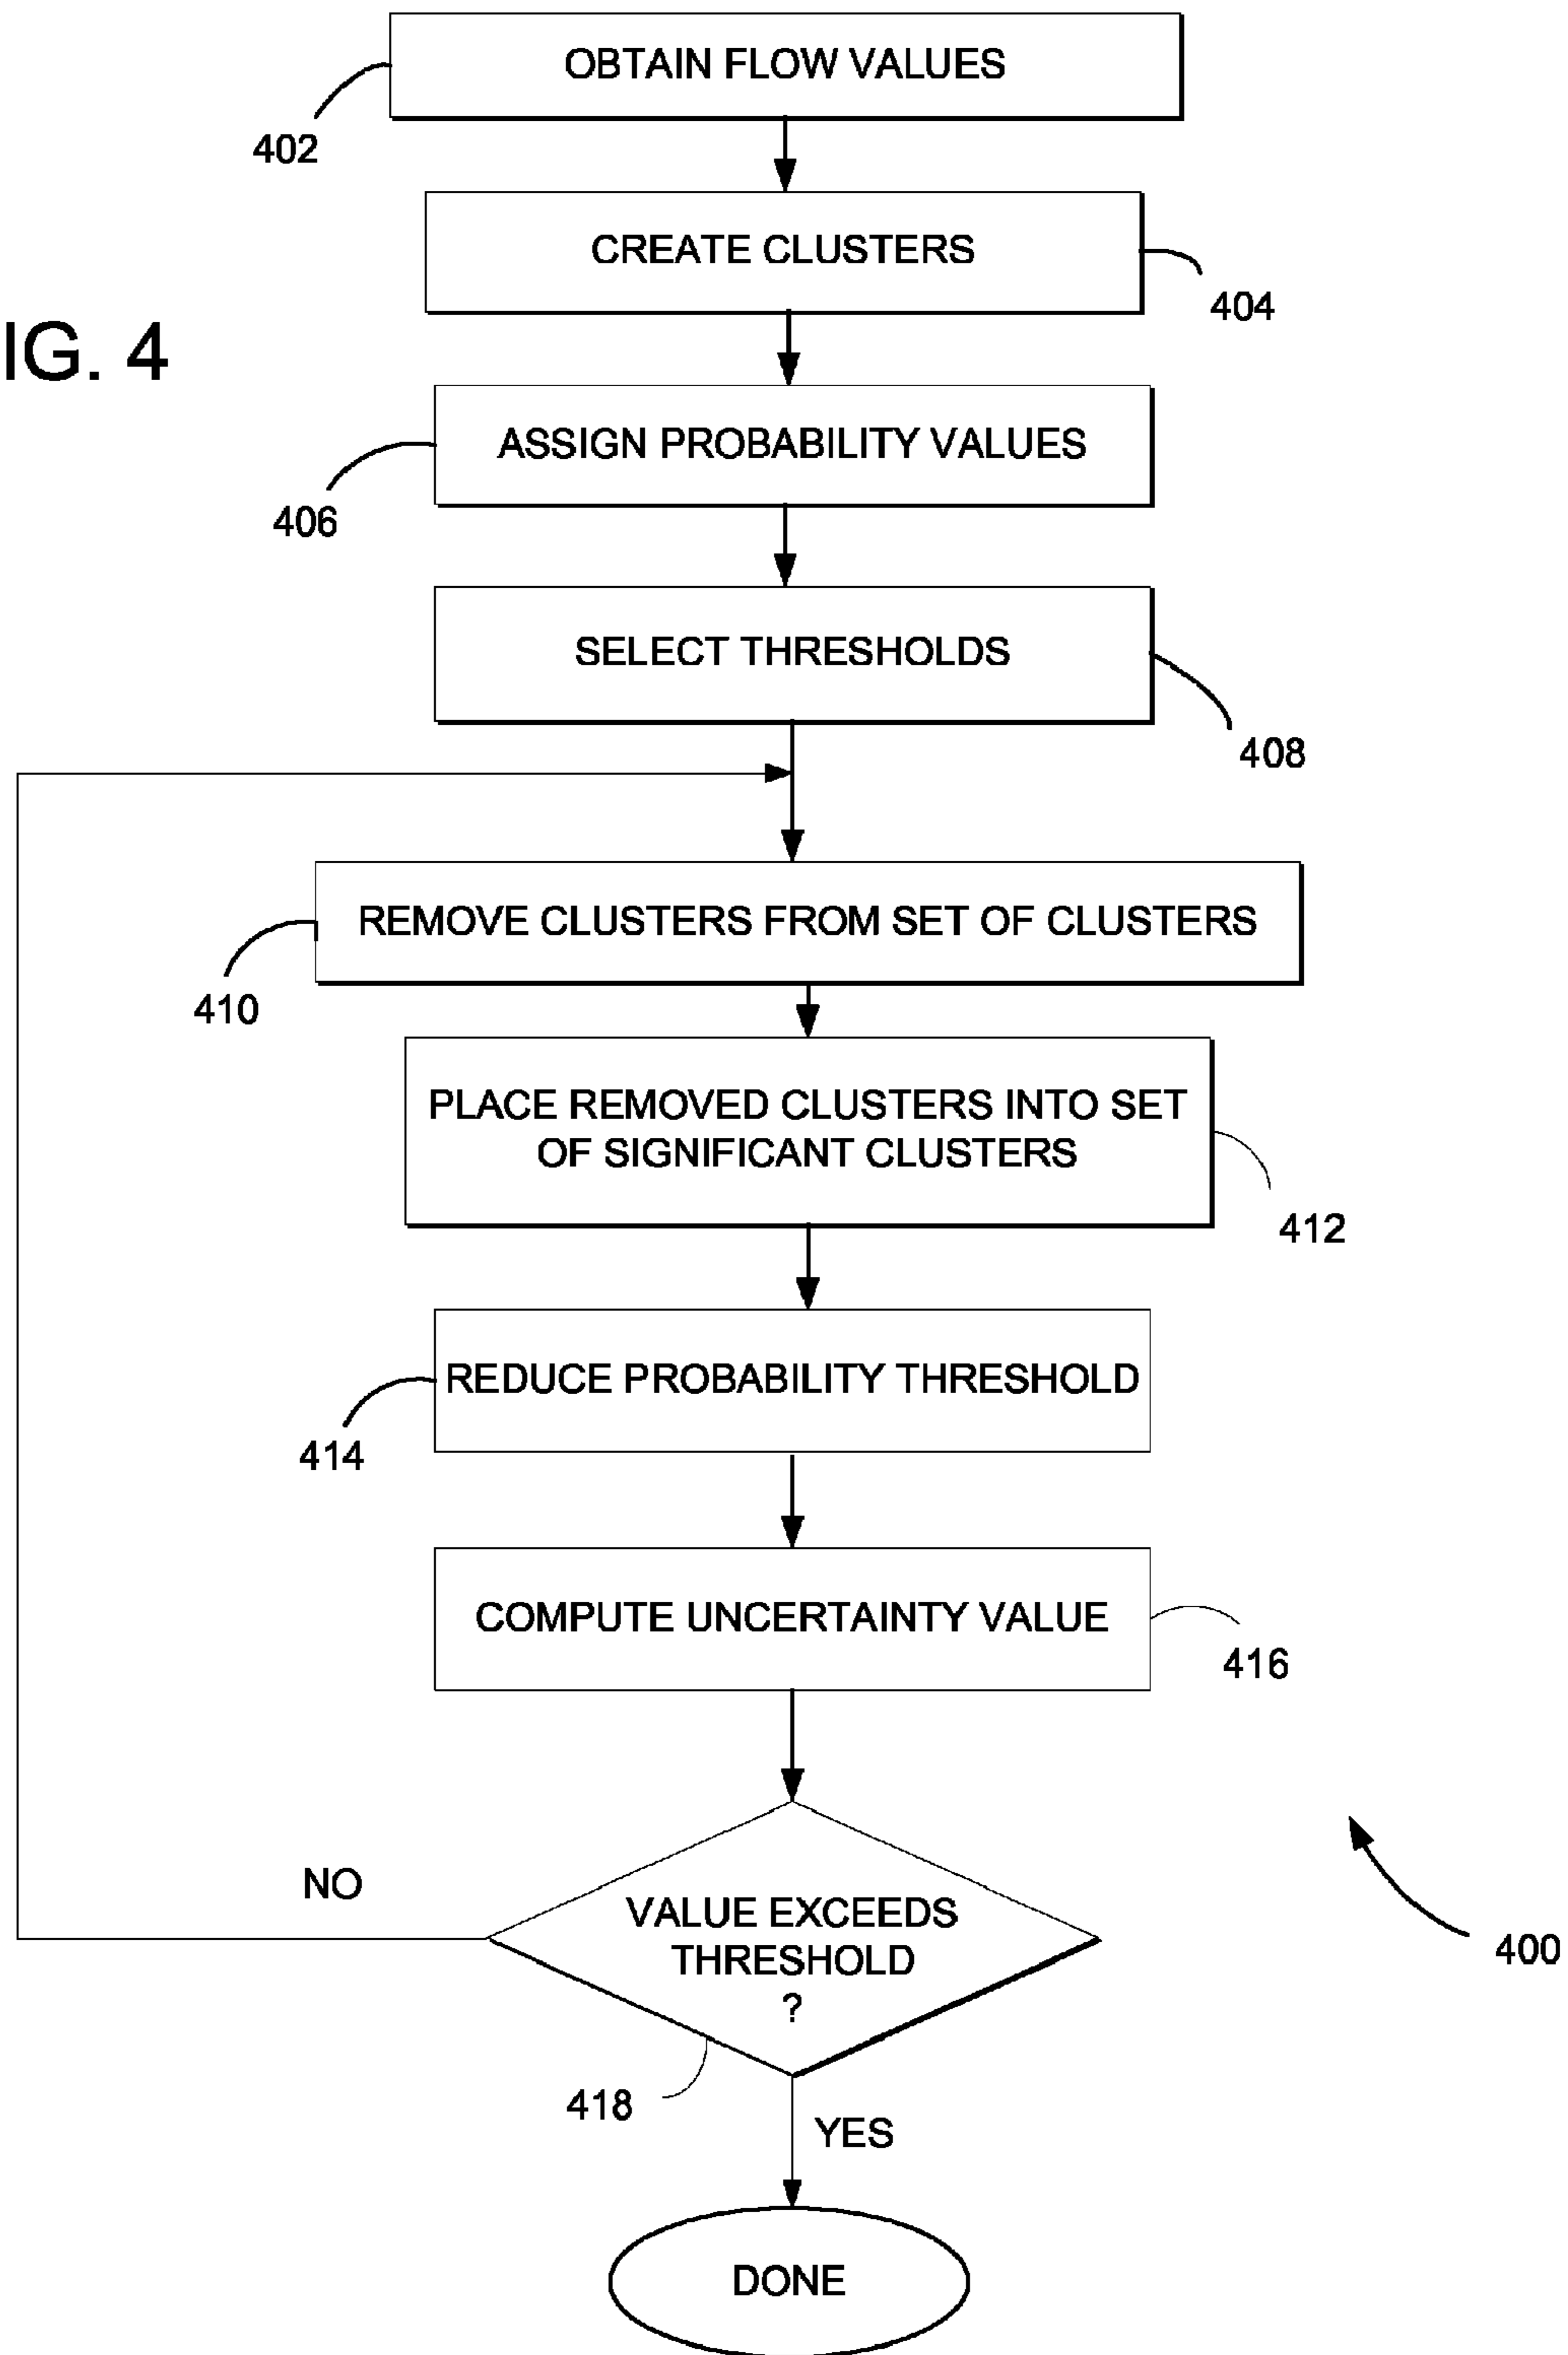 OBTAIN FLOW VALUES
402
CREATE CLUSTERS
404
IG. 4
ASSIGN PROBABILITY VALUES
406
SELECT THRESHOLDS
408
REMOVE CLUSTERS FROM SET OF CLUSTERS
410
PLACE REMOVED CLUSTERS INTO SET
OF SIGNIFICANT CLUSTERS
412
REDUCE PROBABILITY THRESHOLD
414
COMPUTE UNCERTAINTY VALUE
416
NO
VALUE EXCEEDS
THRESHOLD
?
400
418
YES
DONE